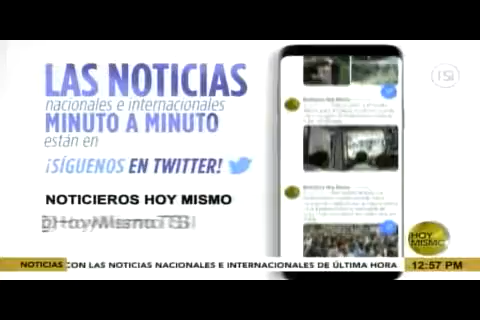 LAS NOTICIAS
nacionales e internacionales
MINUTO A MINUTO
están en
¡SÍGUENOS EN TWITTER!
NOTICIEROS HOY MISMO
TSi
¡HOY MISMO!
12:57 PM
NOTICIAS CON LAS NOTICIAS NACIONALES E INTERNACIONALES DE ÚLTIMA HORA